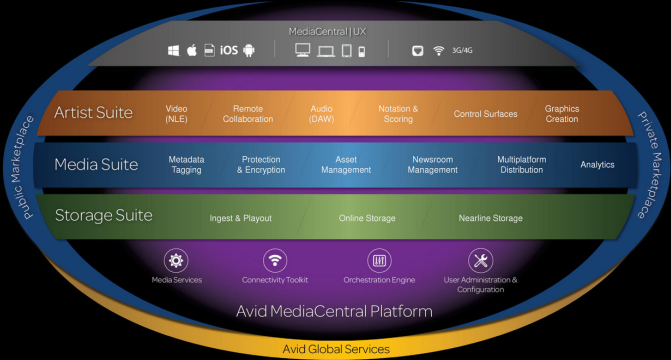 MediaCentral | UX
iOS
3G/4G
Public Marketplace
Private Marketplace
Artist Suite
Video
(NLE)
Remote
Collaboration
Audio
(DAW)
Notation &
Scoring
Control Surfaces
Graphics
Creation
Media Suite
Metadata
Tagging
Protection
& Encryption
Asset
Management
Newsroom
Management
Multiplatform
Distribution
Analytics
Storage Suite
Ingest & Playout
Online Storage
Nearline Storage
Media Services
Connectivity Toolkit
Orchestration Engine
User Administration &
Configuration
Avid MediaCentral Platform
Avid Global Services